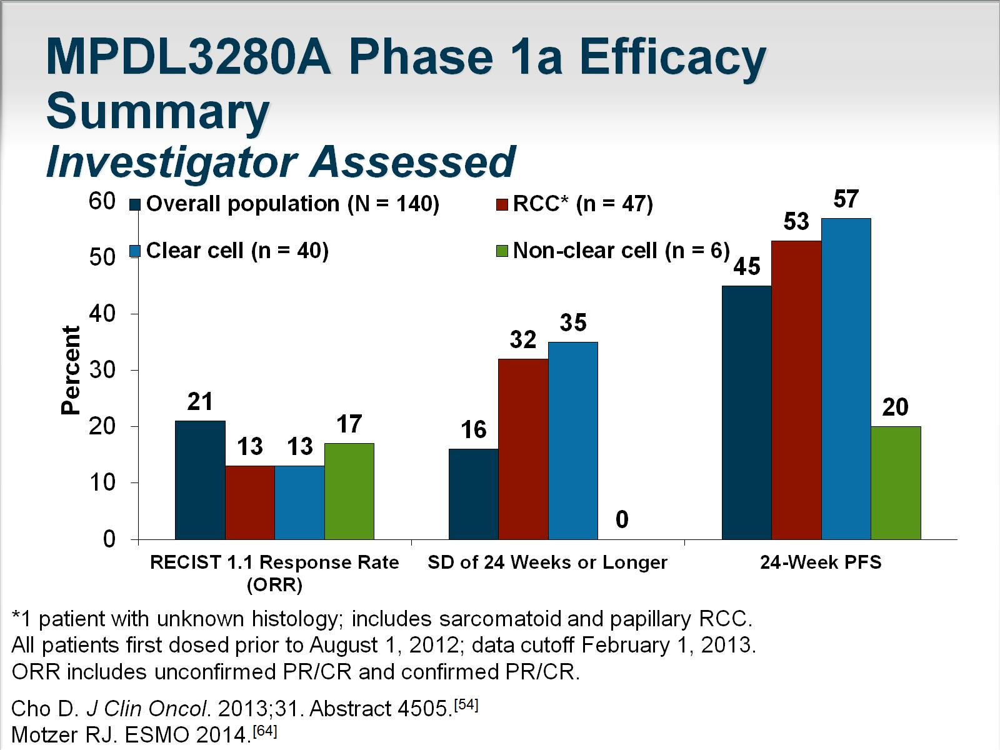 MPDL3280A Phase 1a Efficacy
Summary
Investigator Assessed
Overall population (N = 140)
RCC* (n = 47)
Clear cell (n = 40)
Non-clear cell (n = 6)
Percent
60
50
40
30
20
10
0
21
13
13
17
16
32
35
0
45
53
57
20
RECIST 1.1 Response Rate
(ORR)
SD of 24 Weeks or Longer
24-Week PFS
*1 patient with unknown histology; includes sarcomatoid and papillary RCC.
All patients first dosed prior to August 1, 2012; data cutoff February 1, 2013.
ORR includes unconfirmed PR/CR and confirmed PR/CR.
Cho D. J Clin Oncol. 2013;31. Abstract 4505.[54]
Motzer RJ. ESMO 2014.[64]